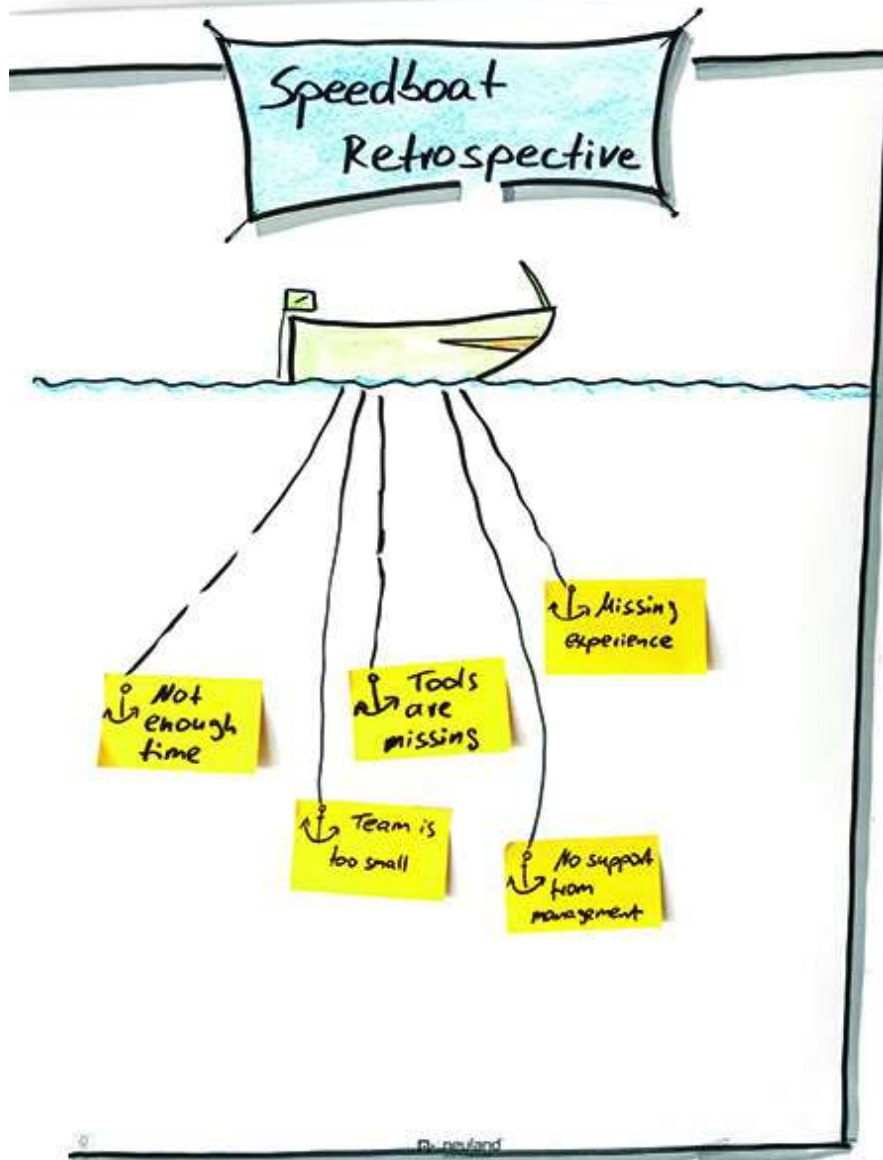 Speedboat
Retrospective
Missing
experience
Not
enough
time
Tools
are
missing
Team is
too small
No support
from
management
neuland